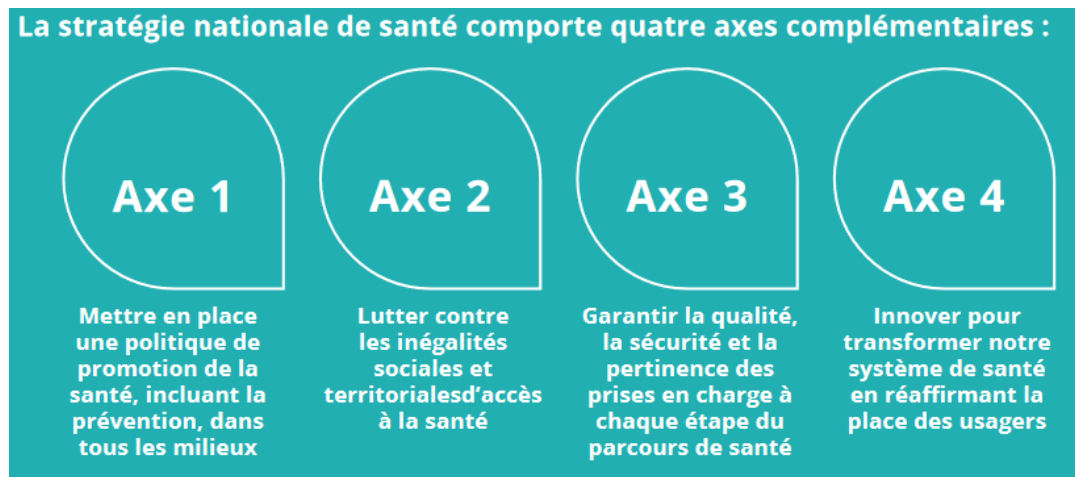 La stratégie nationale de santé comporte quatre axes complémentaires :
Axe 1
Mettre en place
une politique de
promotion de la
santé, incluant la
prévention, dans
tous les milieux
Axe 2
Lutter contre
les inégalités
sociales et
territorialesd’accès
à la santé
Axe 3
Garantir la qualité,
la sécurité et la
pertinence des
prises en charge à
chaque étape du
parcours de santé
Axe 4
Innover pour
transformer notre
système de santé
en réaffirmant la
place des usagers